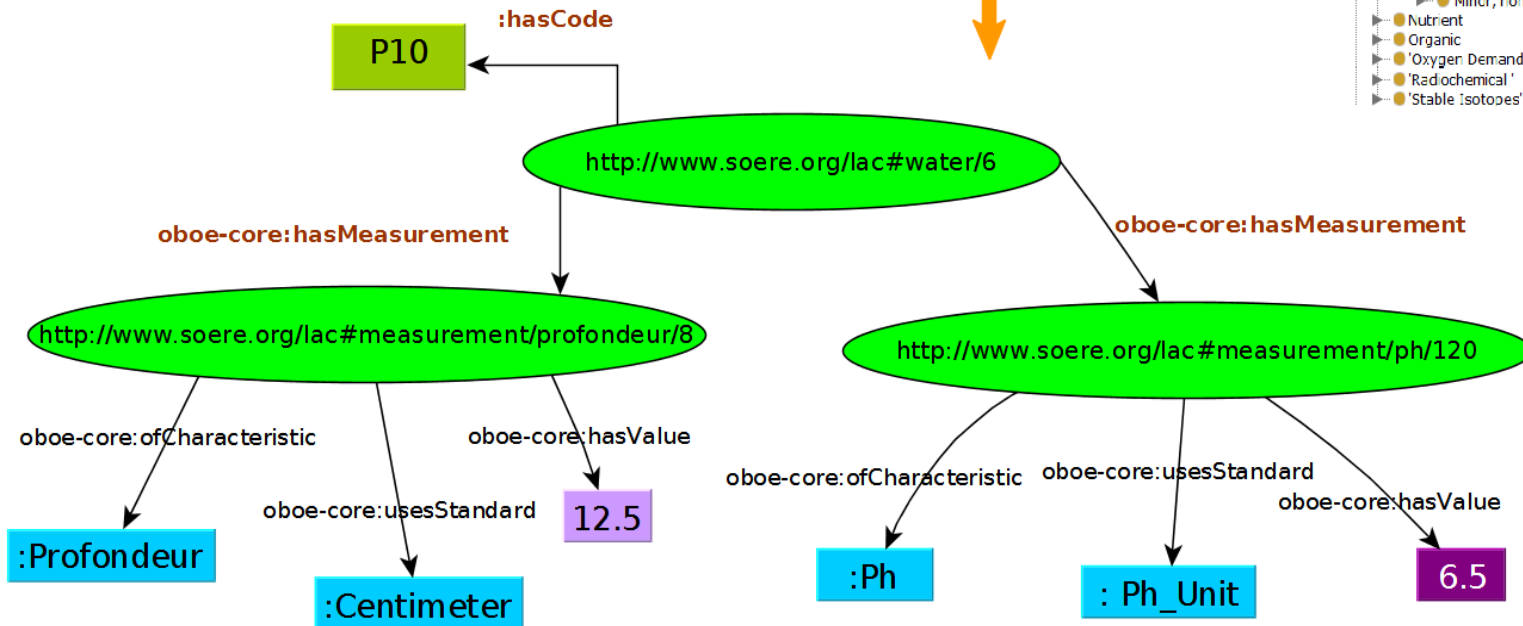 :hasCode
P10
Nutrient
Organic
'Oxygen Demand
'Radiochemical '
'Stable Isotopes'
http://www.soere.org/lac#water/6
oboe-core:hasMeasurement
oboe-core:hasMeasurement
http://www.soere.org/lac#measurement/profondeur/8
http://www.soere.org/lac#measurement/ph/120
oboe-core:ofCharacteristic
oboe-core:hasValue
oboe-core:usesStandard
oboe-core:ofCharacteristic
oboe-core:usesStandard
oboe-core:hasValue
:Profondeur
:Centimeter
12.5
:Ph
: Ph_Unit
6.5